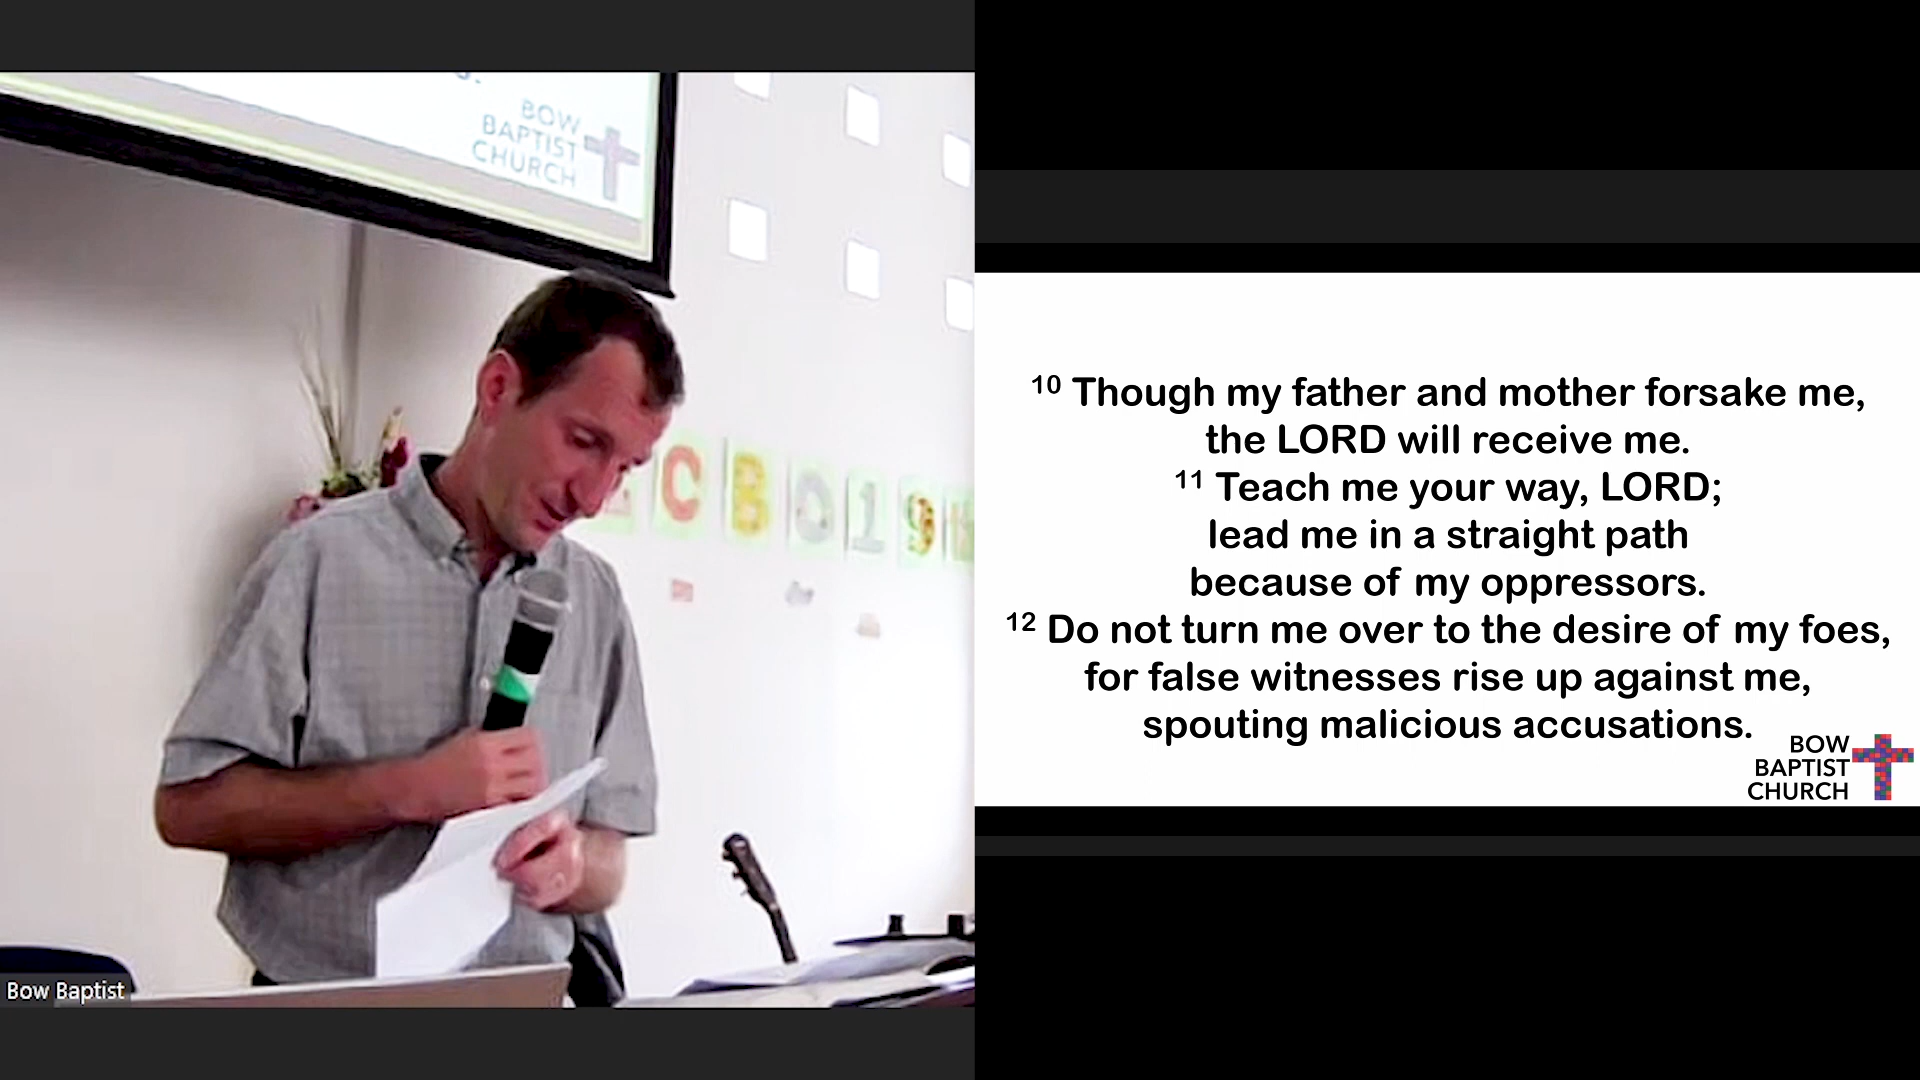 BOW
BAPTIST
CHURCH
C B O 1 9
Bow Baptist
10 Though my father and mother forsake me,
the LORD will receive me.
11 Teach me your way, LORD;
lead me in a straight path
because of my oppressors.
12 Do not turn me over to the desire of my foes,
for false witnesses rise up against me,
spouting malicious accusations.
BOW
BAPTIST
CHURCH